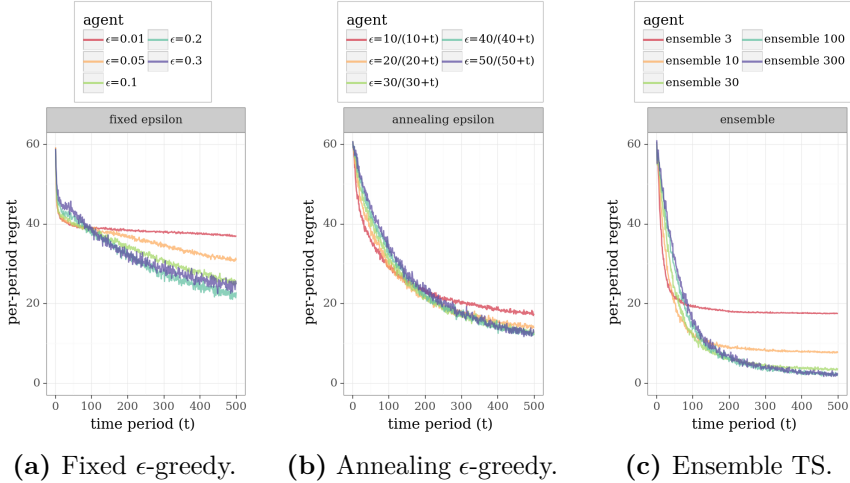 agent
ϵ=0.01 ϵ=0.2
ϵ=0.05 ϵ=0.3
ϵ=0.1
fixed epsilon
60
40
20
0
per-period regret
0 100 200 300 400 500
time period (t)
(a) Fixed ϵ-greedy.
agent
ϵ=10/(10+t) ϵ=40/(40+t)
ϵ=20/(20+t) ϵ=50/(50+t)
ϵ=30/(30+t)
annealing epsilon
60
40
20
0
per-period regret
0 100 200 300 400 500
time period (t)
(b) Annealing ϵ-greedy.
agent
ensemble 3 ensemble 100
ensemble 10 ensemble 300
ensemble 30
ensemble
60
40
20
0
per-period regret
0 100 200 300 400 500
time period (t)
(c) Ensemble TS.